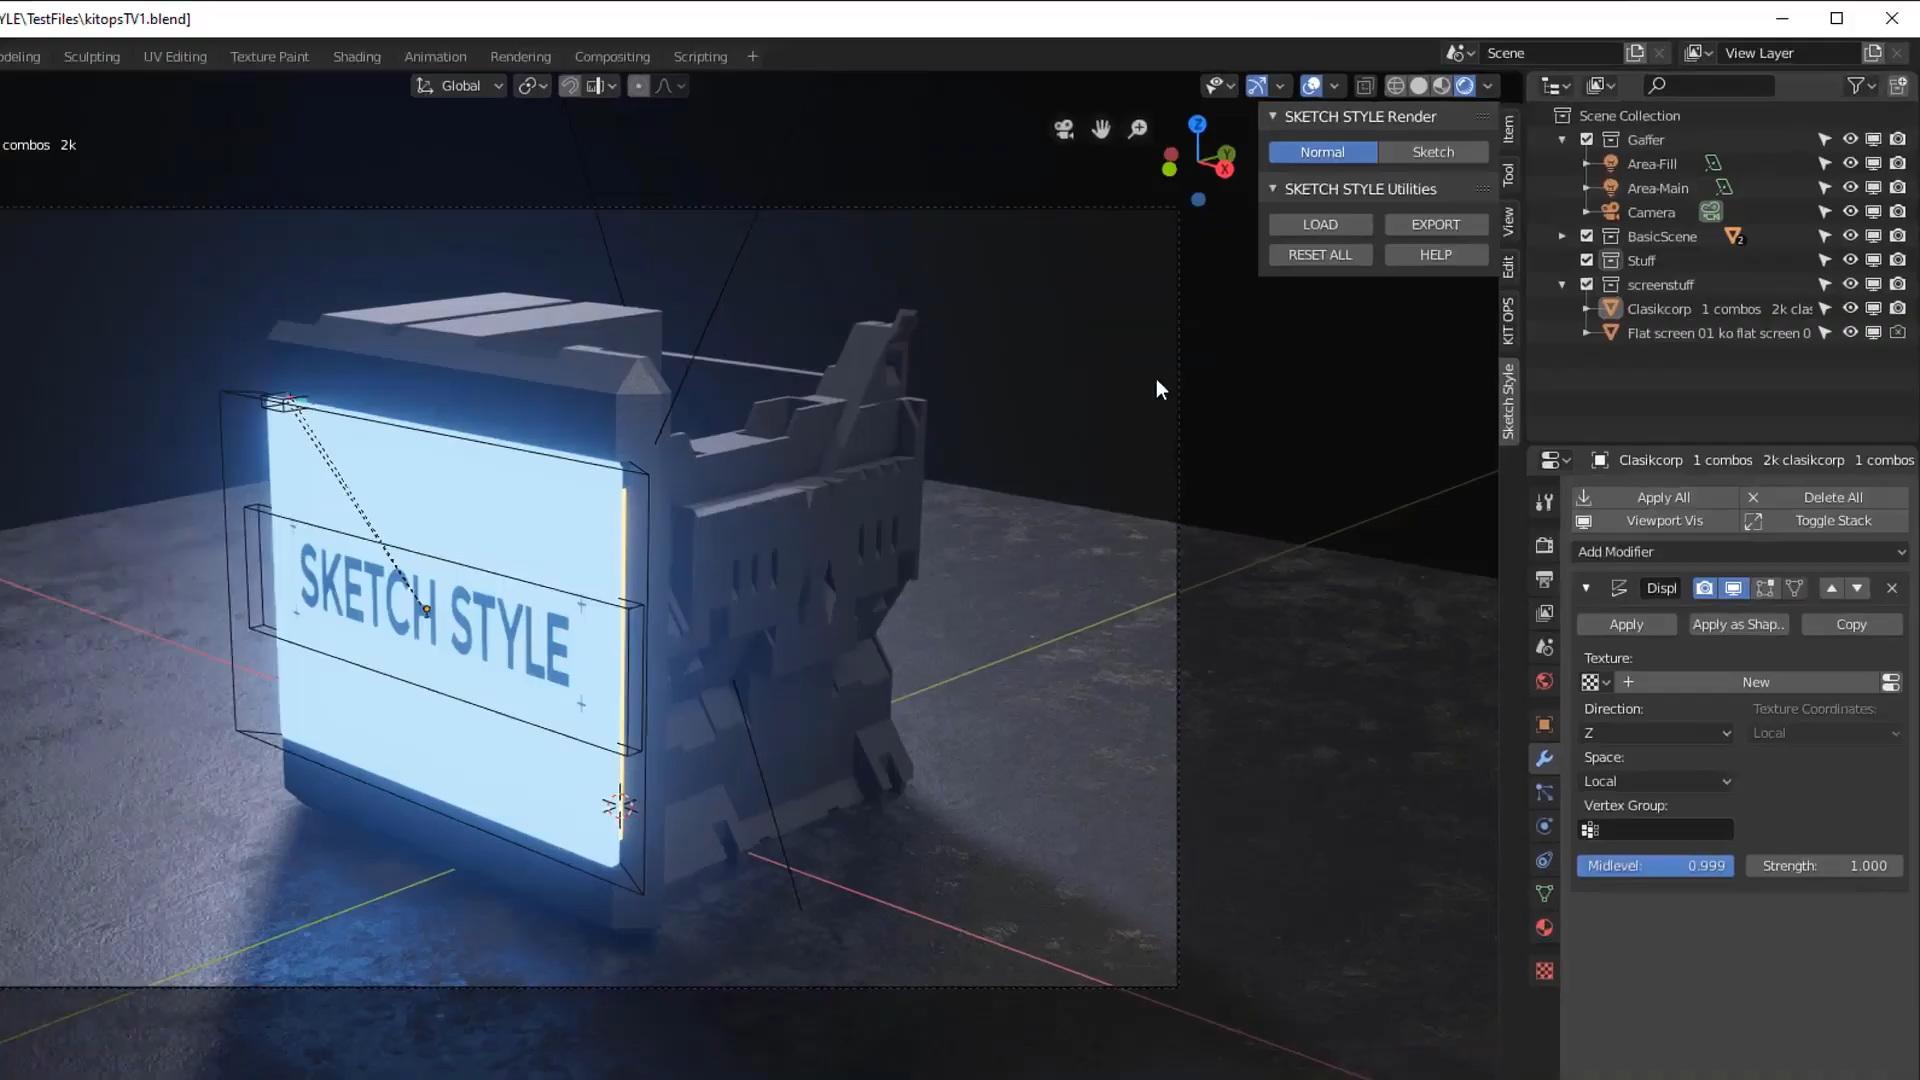 YLE\TestFiles\kitopsTV1.blend]
odeling Sculpting UV Editing Texture Paint Shading Animation Rendering Compositing Scripting +
Scene
View Layer
Global
combos 2k
SKETCH STYLE Render
Normal Sketch
SKETCH STYLE Utilities
LOAD EXPORT
RESET ALL HELP
Z
Y
X
Item
Tool
View
Edit
KIT OPS
Sketch Style
SKETCH STYLE
Scene Collection
Gaffer
Area-Fill
Area-Main
Camera
BasicScene 2
Stuff
screenstuff
Clasikcorp 1 combos 2k clas
Flat screen 01 ko flat screen 0
Clasikcorp 1 combos 2k clasikcorp 1 combos
Apply All Delete All
Viewport Vis Toggle Stack
Add Modifier
Displ
Apply Apply as Shap.. Copy
Texture:
New
Direction: Texture Coordinates:
Z Local
Space:
Local
Vertex Group:
Midlevel: 0.999 Strength: 1.000